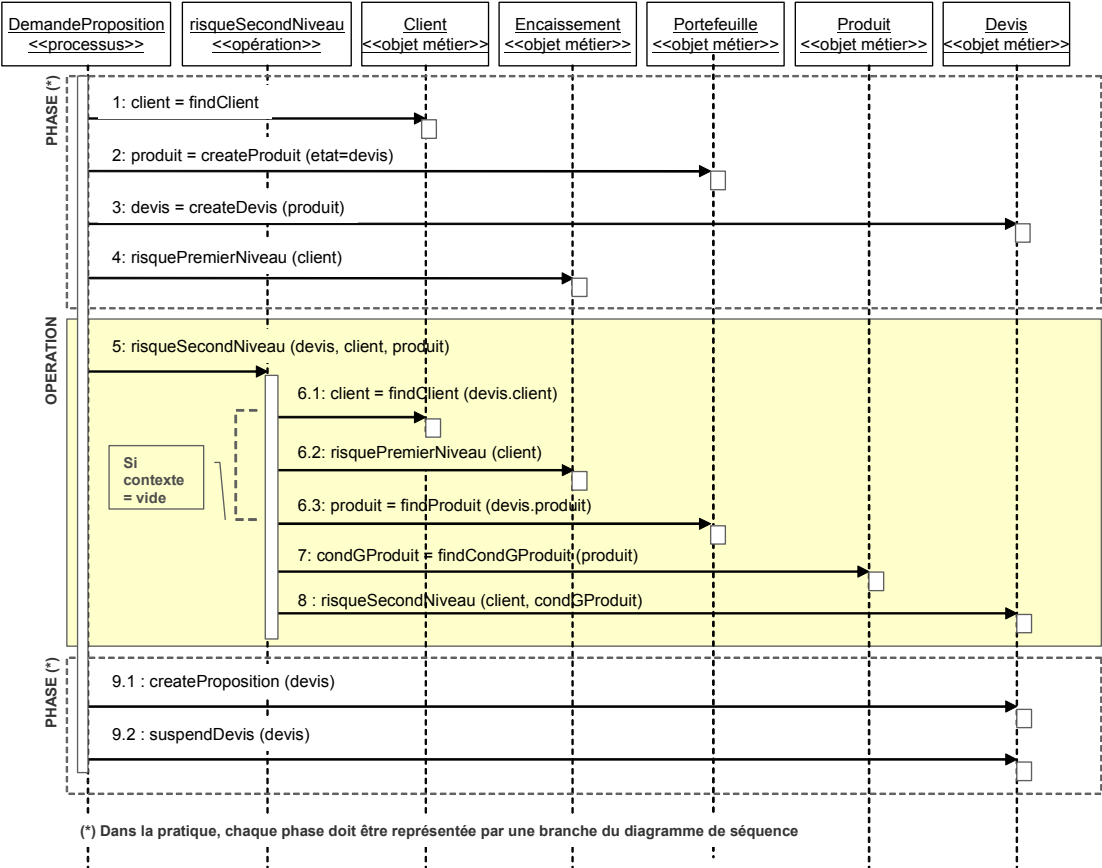 DemandeProposition
<<processus>>
risqueSecondNiveau
<<opération>>
Client
<<objet métier>>
Encaissement
<<objet métier>>
Portefeuille
<<objet métier>>
Produit
<<objet métier>>
Devis
<<objet métier>>
PHASE (*)
1: client = findClient
2: produit = createProduit (etat=devis)
3: devis = createDevis (produit)
4: risquePremierNiveau (client)
OPERATION
5: risqueSecondNiveau (devis, client, produit)
6.1: client = findClient (devis.client)
Si
contexte
= vide
6.2: risquePremierNiveau (client)
6.3: produit = findProduit (devis.produit)
7: condGProduit = findCondGProduit (produit)
8 : risqueSecondNiveau (client, condGProduit)
PHASE (*)
9.1 : createProposition (devis)
9.2 : suspendDevis (devis)
(*) Dans la pratique, chaque phase doit être représentée par une branche du diagramme de séquence